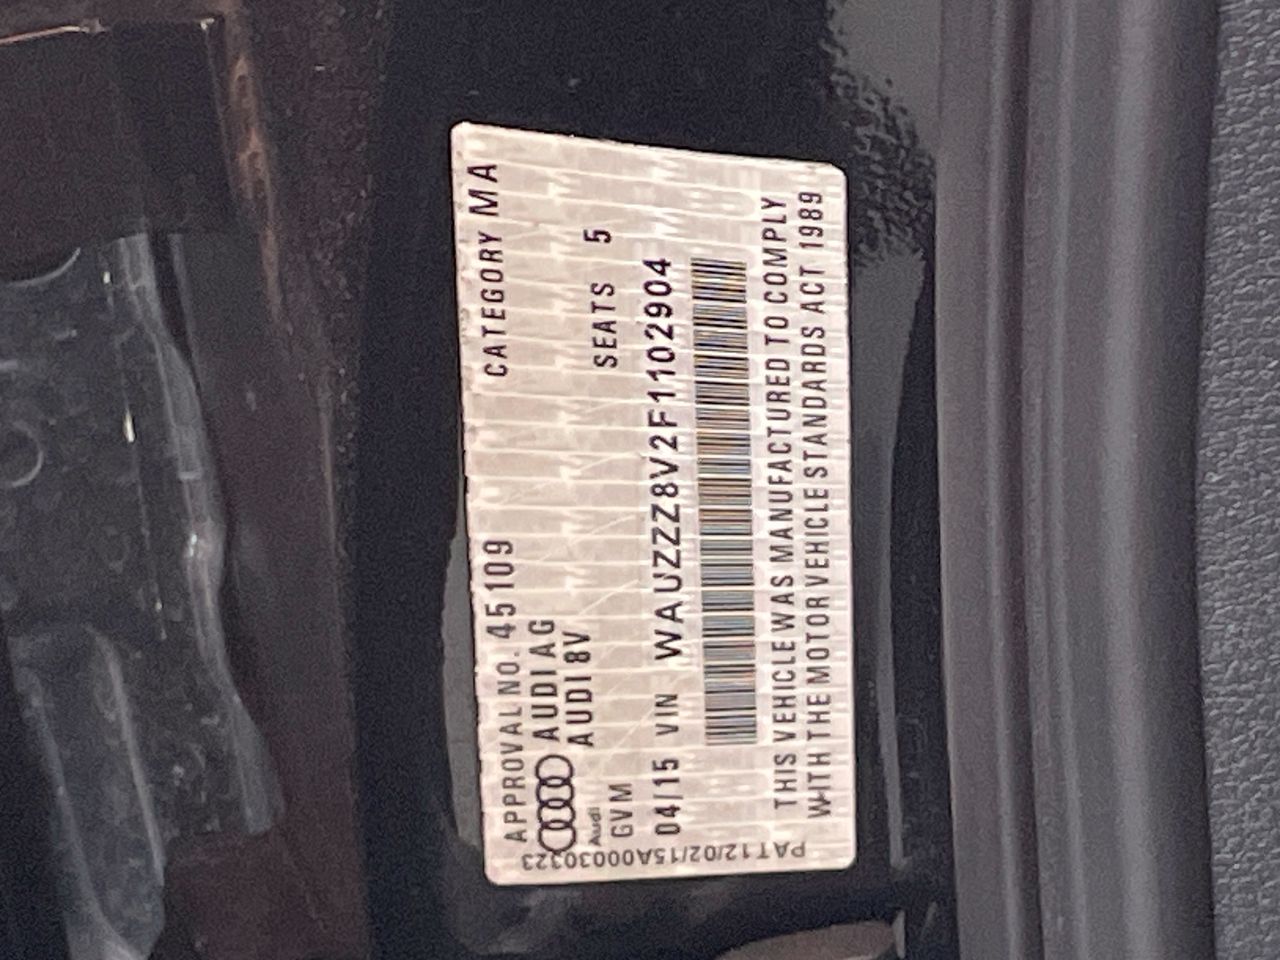 APPROVAL NO. 45109 CATEGORY MA
AUDI AG
AUDI 8V
Audi
GVM SEATS 5
04/15 VIN WAUZZZ8V2F1102904
THIS VEHICLE WAS MANUFACTURED TO COMPLY
WITH THE MOTOR VEHICLE STANDARDS ACT 1989
PAT12/02/15A00030323